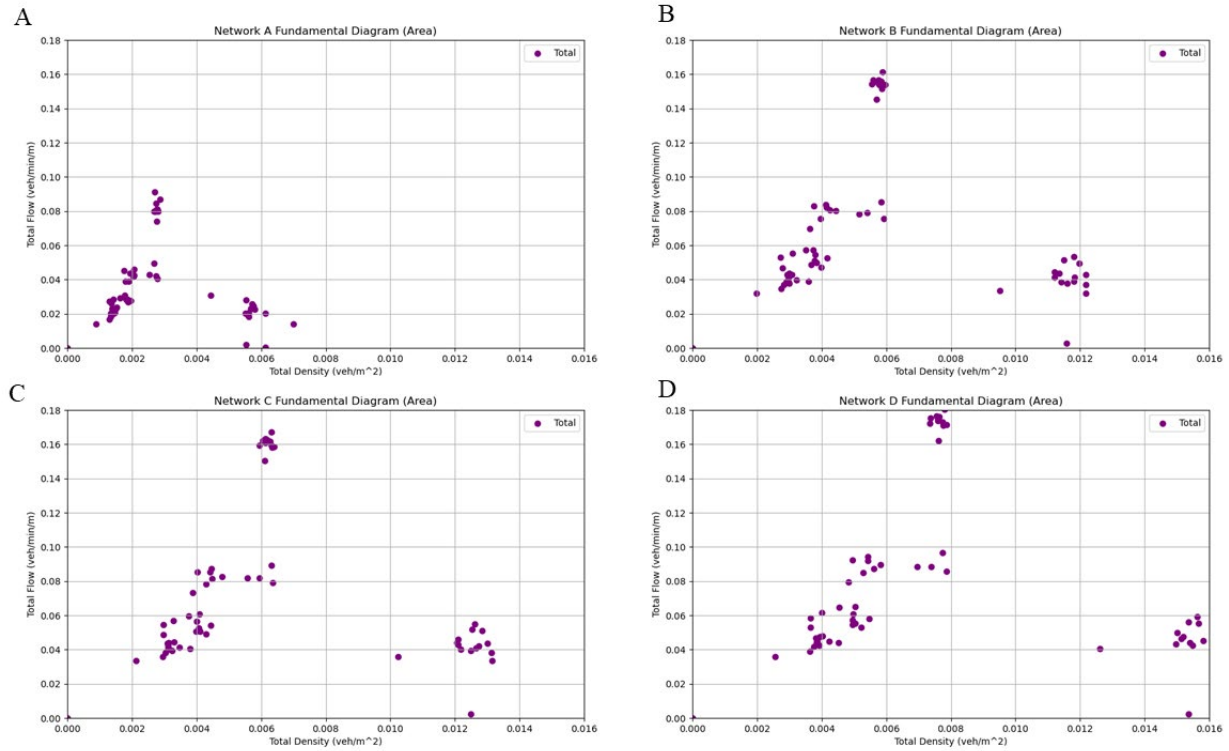 A
Network A Fundamental Diagram (Area)
Total
0.18
0.16
0.14
0.12
0.10
0.08
0.06
0.04
0.02
0.00
Total Flow (veh/min/m)
0.000 0.002 0.004 0.006 0.008 0.010 0.012 0.014 0.016
Total Density (veh/m^2)
B
Network B Fundamental Diagram (Area)
Total
0.18
0.16
0.14
0.12
0.10
0.08
0.06
0.04
0.02
0.00
Total Flow (veh/min/m)
0.000 0.002 0.004 0.006 0.008 0.010 0.012 0.014 0.016
Total Density (veh/m^2)
C
Network C Fundamental Diagram (Area)
Total
0.18
0.16
0.14
0.12
0.10
0.08
0.06
0.04
0.02
0.00
Total Flow (veh/min/m)
0.000 0.002 0.004 0.006 0.008 0.010 0.012 0.014 0.016
Total Density (veh/m^2)
D
Network D Fundamental Diagram (Area)
Total
0.18
0.16
0.14
0.12
0.10
0.08
0.06
0.04
0.02
0.00
Total Flow (veh/min/m)
0.000 0.002 0.004 0.006 0.008 0.010 0.012 0.014 0.016
Total Density (veh/m^2)